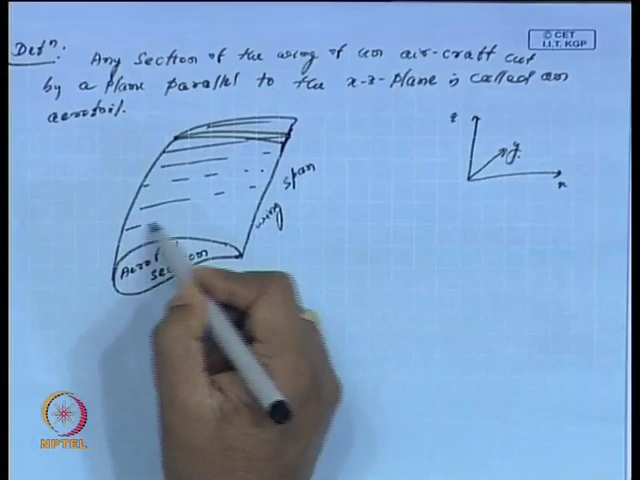 Defⁿ: Any section of the wing of an air-craft cut
by a plane parallel to the x-z-plane is called an
aerofoil.
© CET
I.I.T. KGP
z
y
x
wing span
section
NPTEL